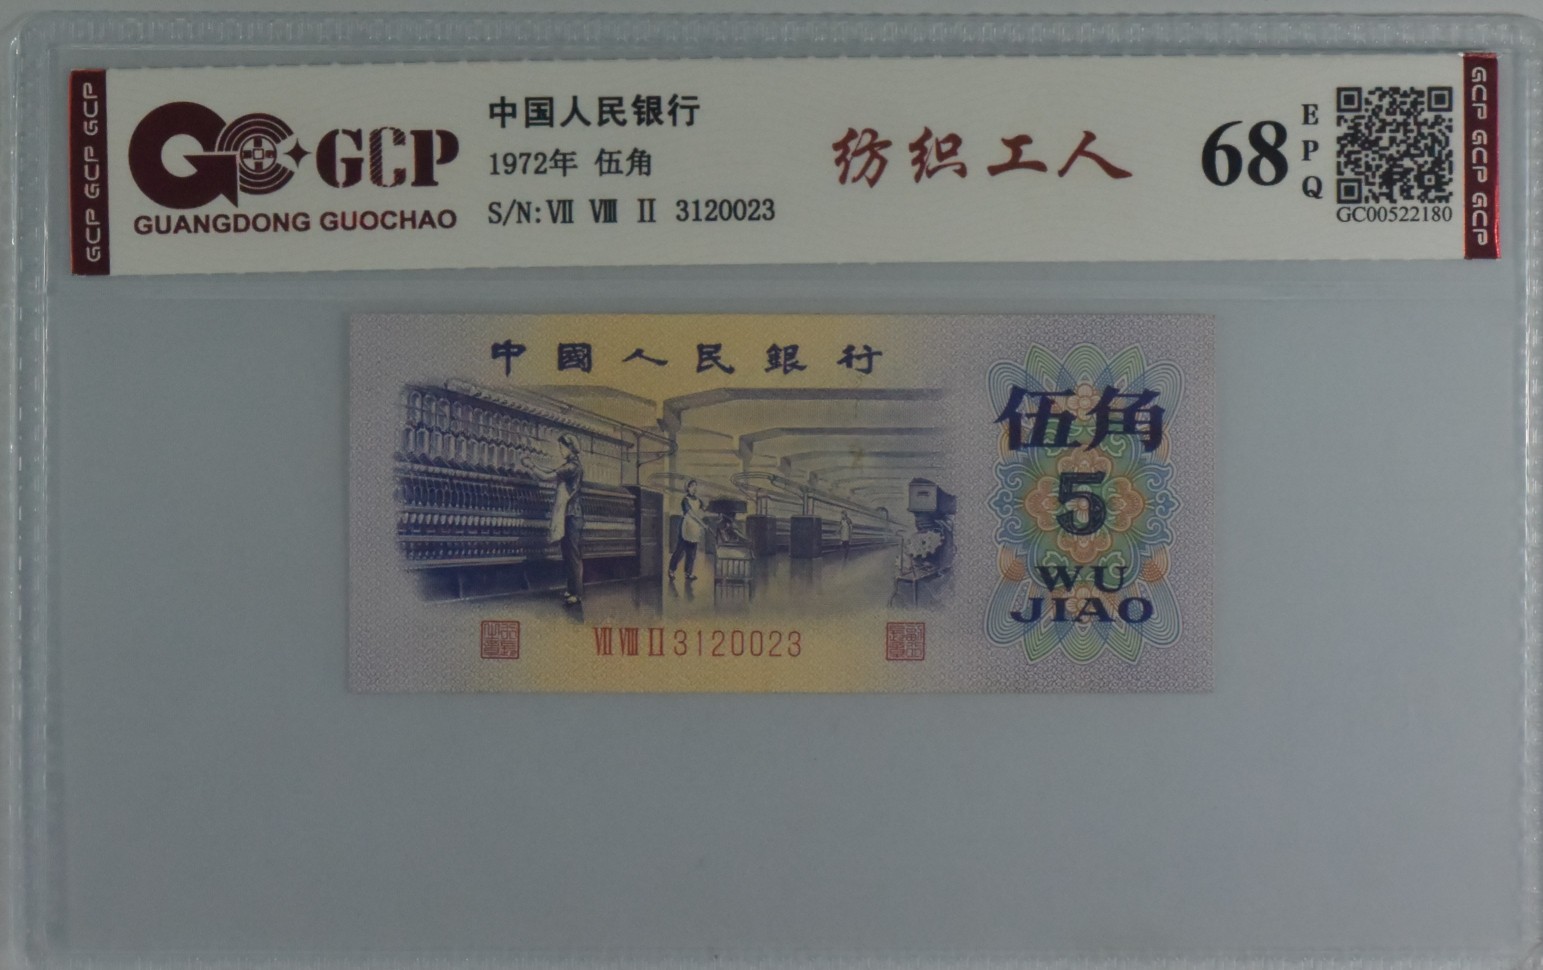 GCP GCP GCP
GCP
GUANGDONG GUOCHAO
中国人民银行
1972年 伍角
S/N: Ⅶ Ⅷ Ⅱ 3120023
纺织工人
68
EPQ
GC00522180
GCP GCP GCP
中國人民銀行
伍角
5
WU
JIAO
Ⅶ Ⅷ Ⅱ 3120023